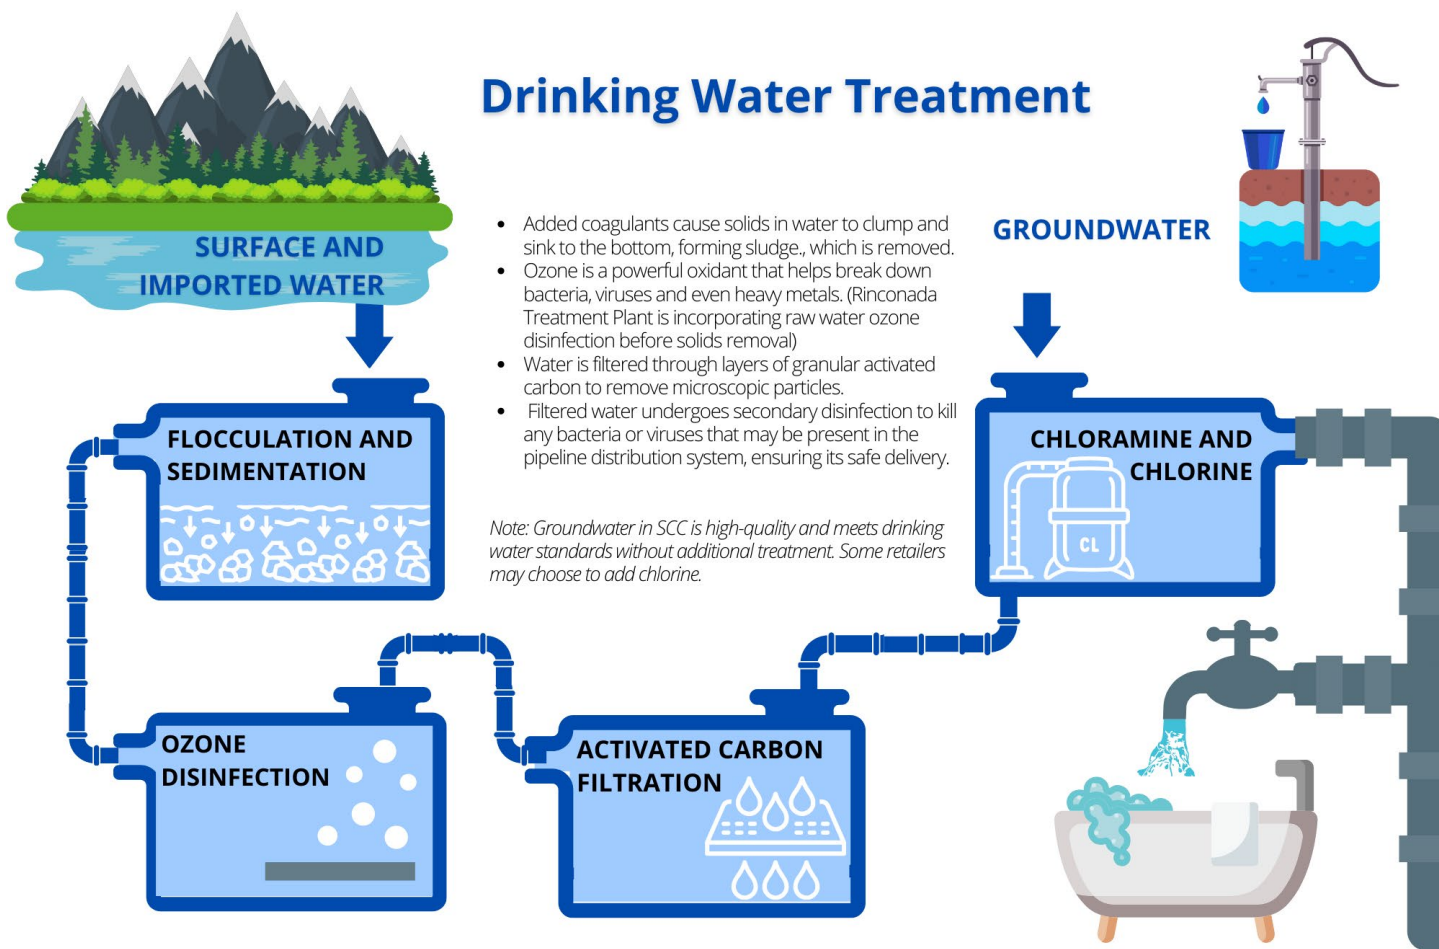 Drinking Water Treatment
SURFACE AND
IMPORTED WATER
• Added coagulants cause solids in water to clump and
sink to the bottom, forming sludge., which is removed.
• Ozone is a powerful oxidant that helps break down
bacteria, viruses and even heavy metals. (Rinconada
Treatment Plant is incorporating raw water ozone
disinfection before solids removal)
• Water is filtered through layers of granular activated
carbon to remove microscopic particles.
• Filtered water undergoes secondary disinfection to kill
any bacteria or viruses that may be present in the
pipeline distribution system, ensuring its safe delivery.
Note: Groundwater in SCC is high-quality and meets drinking
water standards without additional treatment. Some retailers
may choose to add chlorine.
GROUNDWATER
FLOCCULATION AND
SEDIMENTATION
OZONE
DISINFECTION
ACTIVATED CARBON
FILTRATION
CHLORAMINE AND
CHLORINE
CL